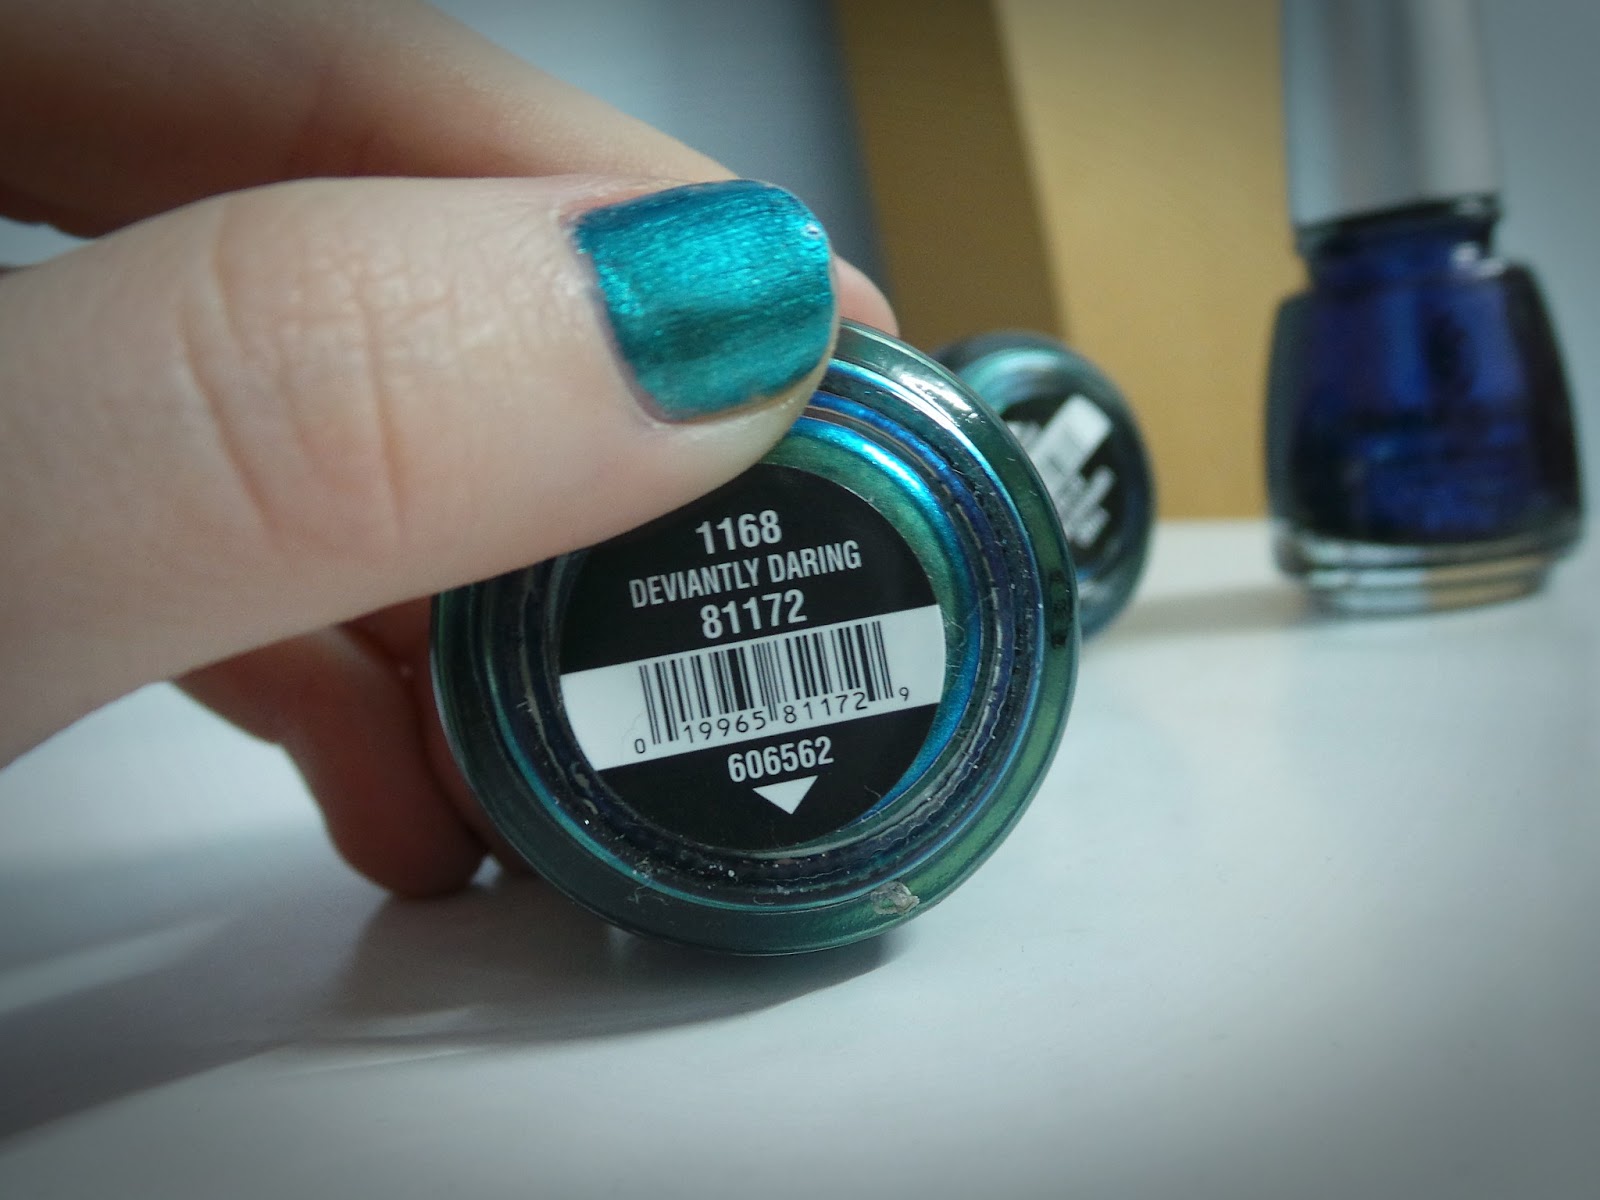 1168
DEVIANTLY DARING
81172
0 19965 81172 9
606562